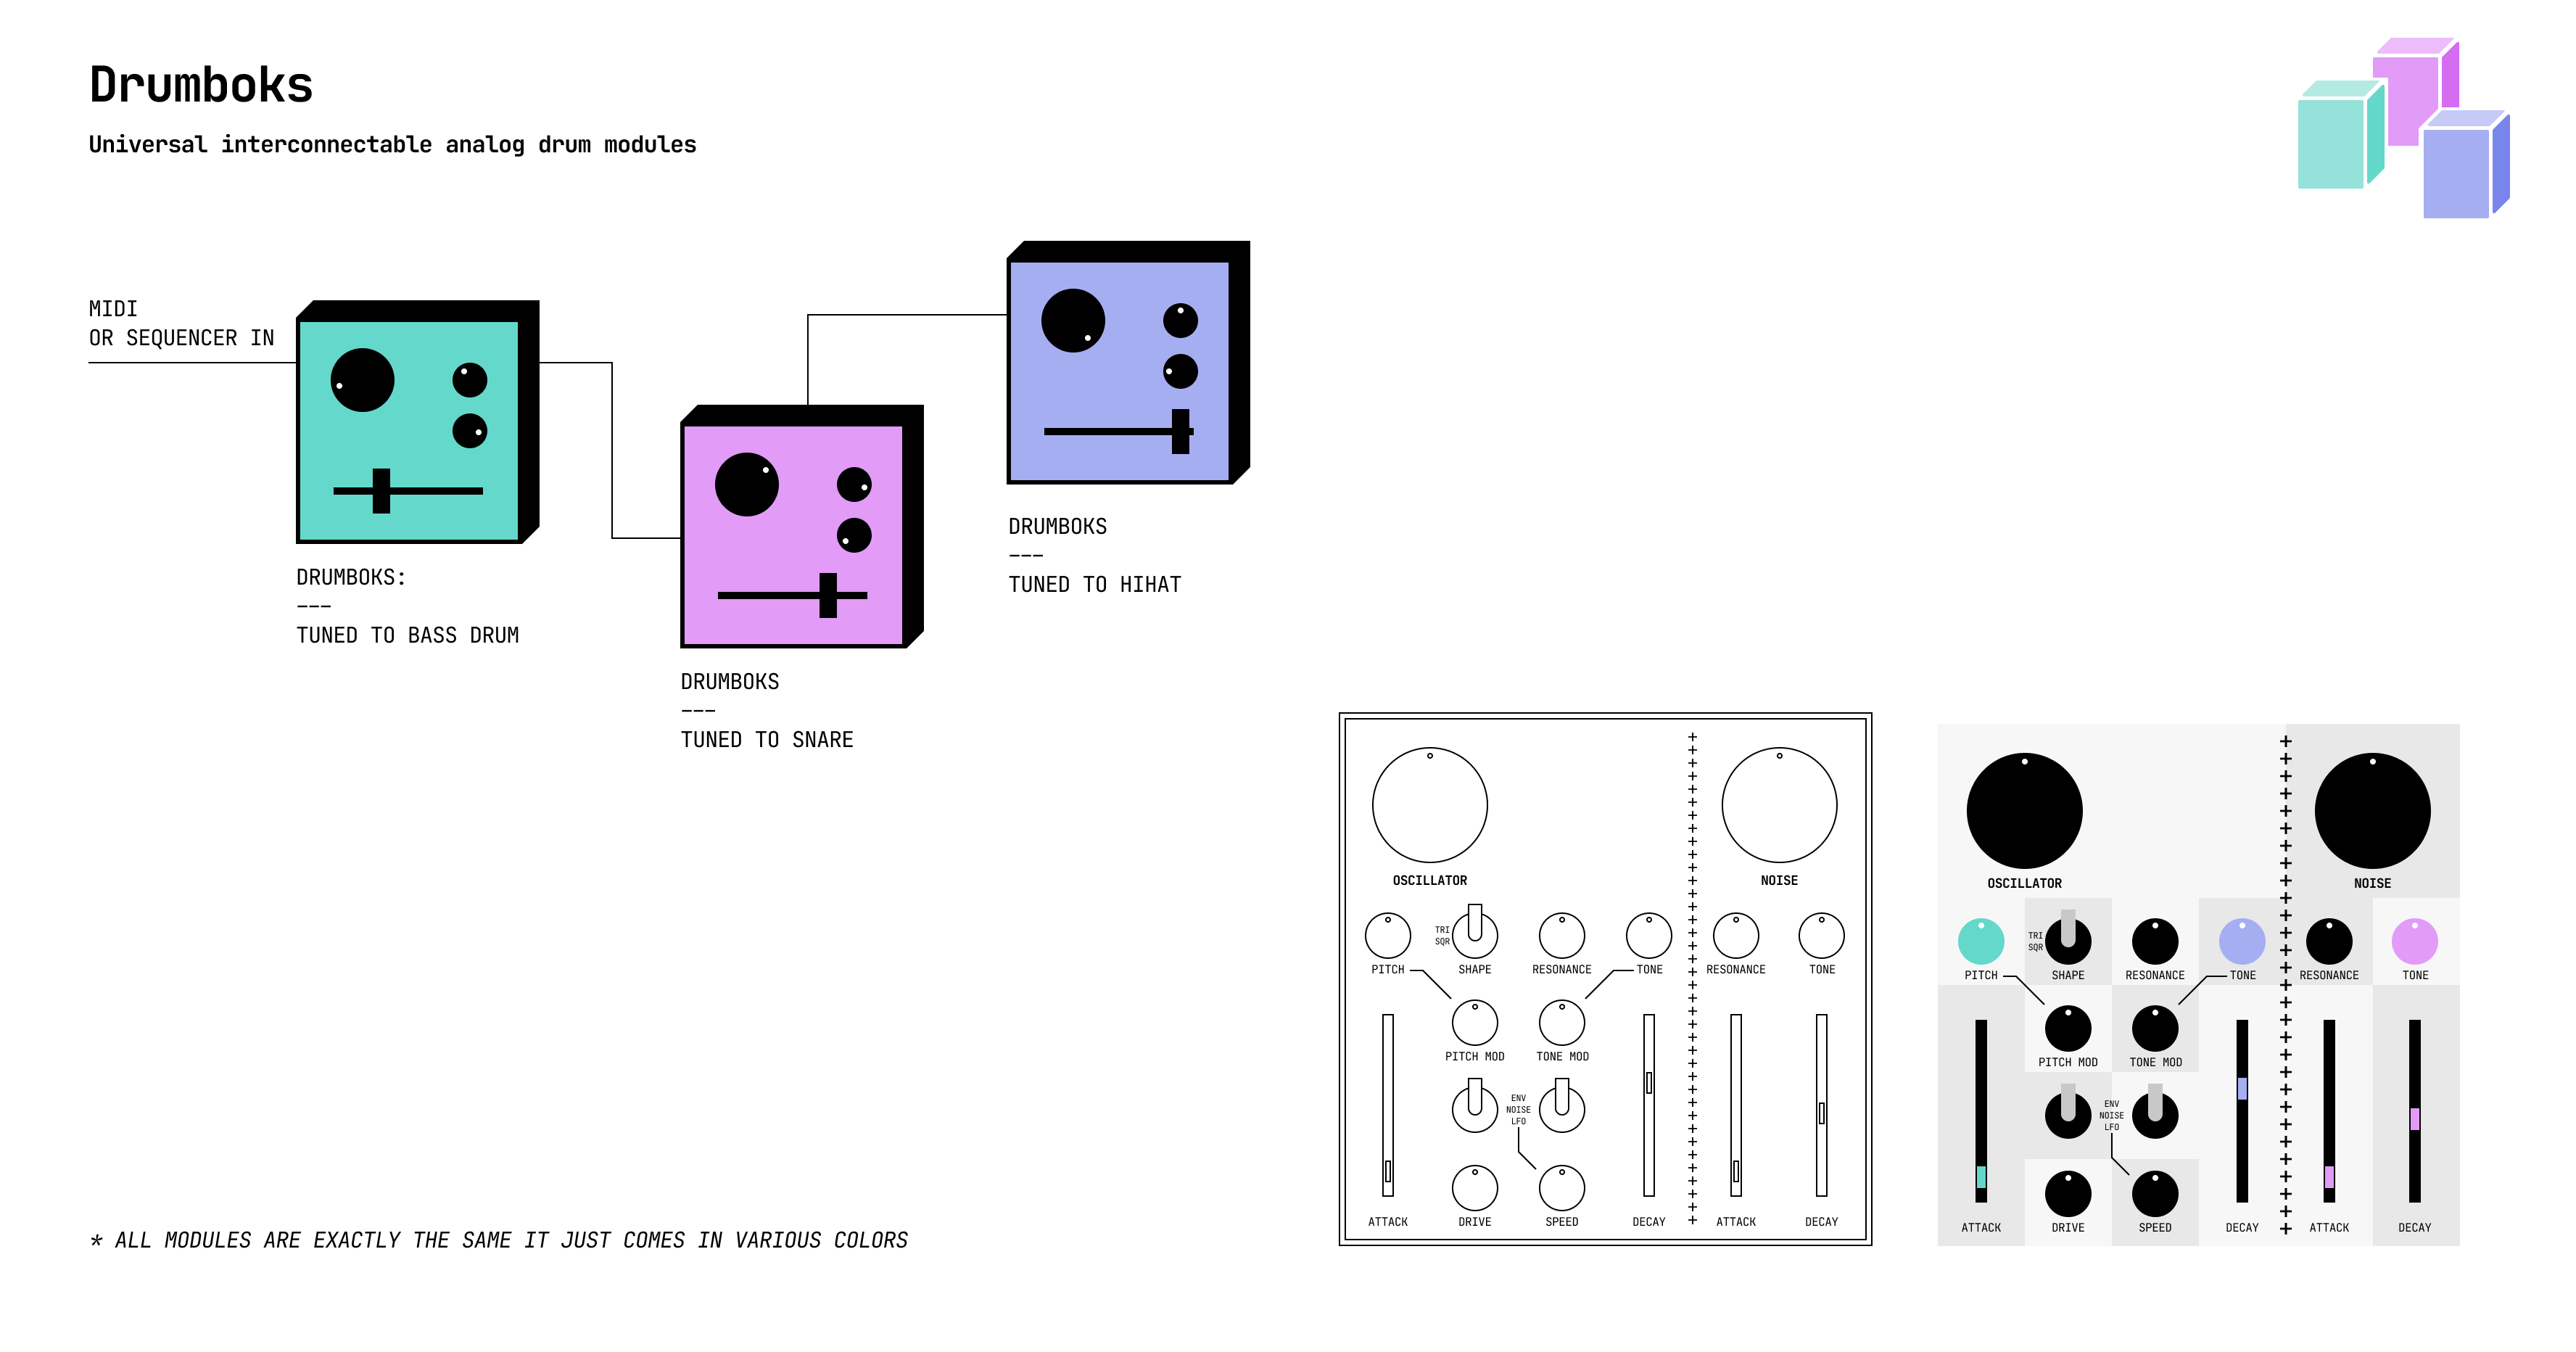 Drumboks
Universal interconnectable analog drum modules
MIDI
OR SEQUENCER IN
DRUMBOKS:
———
TUNED TO BASS DRUM
DRUMBOKS
———
TUNED TO SNARE
DRUMBOKS
———
TUNED TO HIHAT
OSCILLATOR
NOISE
TRI
SQR
PITCH
SHAPE
RESONANCE
TONE
RESONANCE
TONE
PITCH MOD
TONE MOD
ENV
NOISE
LFO
ATTACK
DRIVE
SPEED
DECAY
ATTACK
DECAY
OSCILLATOR
NOISE
TRI
SQR
PITCH
SHAPE
RESONANCE
TONE
RESONANCE
TONE
PITCH MOD
TONE MOD
ENV
NOISE
LFO
ATTACK
DRIVE
SPEED
DECAY
ATTACK
DECAY
* ALL MODULES ARE EXACTLY THE SAME IT JUST COMES IN VARIOUS COLORS